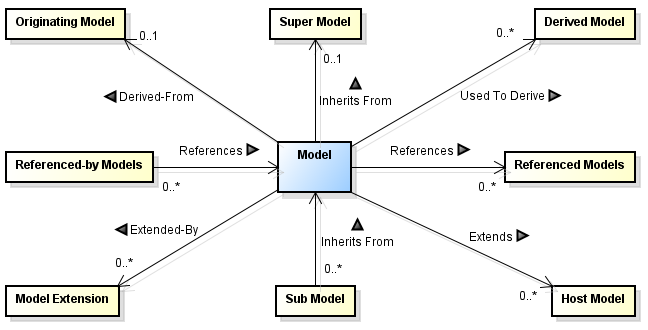 Originating Model
Super Model
Derived Model
0..1
0..1
0..*
Derived-From
Inherits From
Used To Derive
Referenced-by Models
References
Model
References
Referenced Models
0..*
0..*
Extended-By
Inherits From
Extends
0..*
0..*
0..*
Model Extension
Sub Model
Host Model